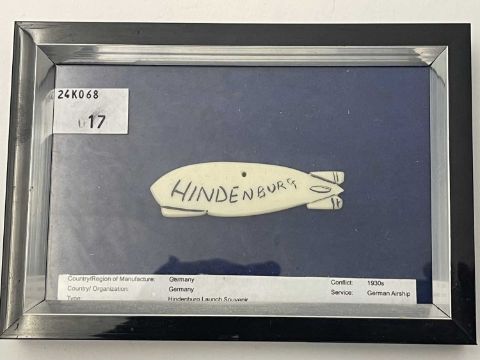 24K068
17
HINDENBURG
Country/Region of Manufacture: Germany Conflict: 1930s
Country/ Organization: Germany Service: German Airship
Type: Hindenburg Launch Souvenir